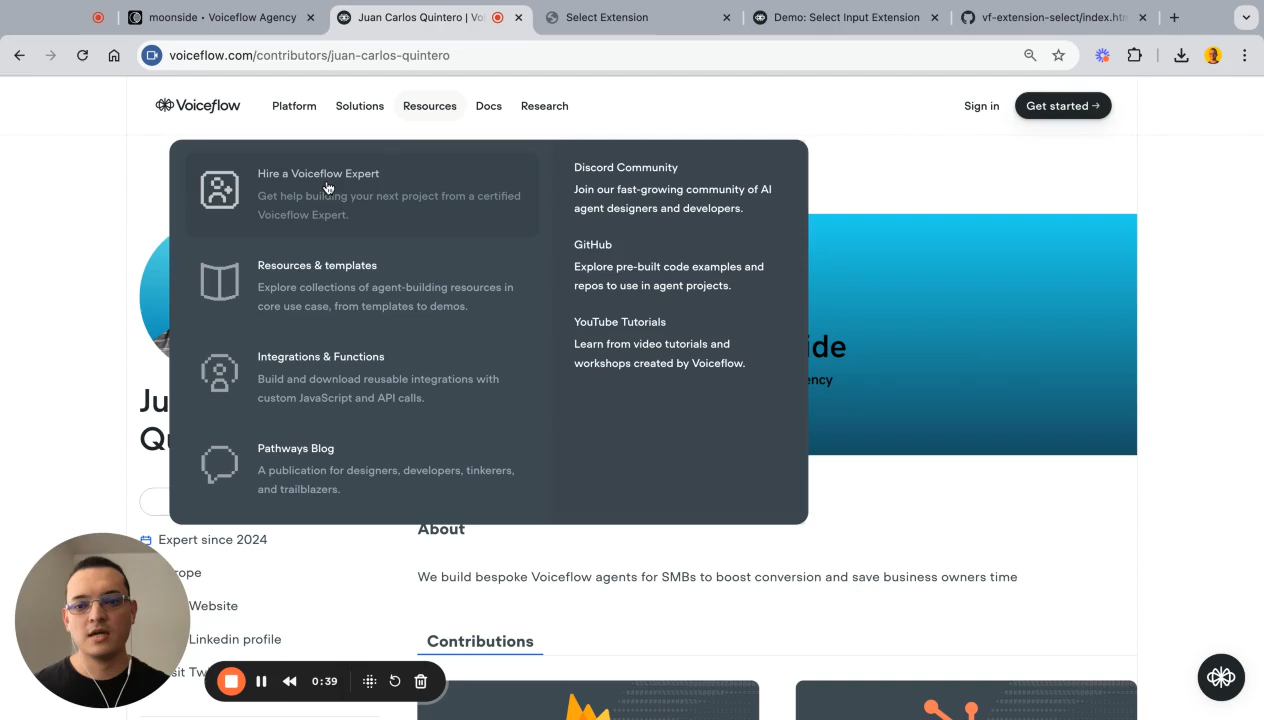 moonside • Voiceflow Agency
Juan Carlos Quintero | Voi
Select Extension
Demo: Select Input Extension
vf-extension-select/index.htm
voiceflow.com/contributors/juan-carlos-quintero
Voiceflow
Platform
Solutions
Resources
Docs
Research
Sign in
Get started →
Hire a Voiceflow Expert
Get help building your next project from a certified
Voiceflow Expert.
Resources & templates
Explore collections of agent-building resources in
core use case, from templates to demos.
Integrations & Functions
Build and download reusable integrations with
custom JavaScript and API calls.
Pathways Blog
A publication for designers, developers, tinkerers,
and trailblazers.
Discord Community
Join our fast-growing community of AI
agent designers and developers.
GitHub
Explore pre-built code examples and
repos to use in agent projects.
YouTube Tutorials
Learn from video tutorials and
workshops created by Voiceflow.
ide
ency
Ju
Qu
Expert since 2024
rope
Website
Linkedin profile
sit Tw
About
We build bespoke Voiceflow agents for SMBs to boost conversion and save business owners time
Contributions
0:39